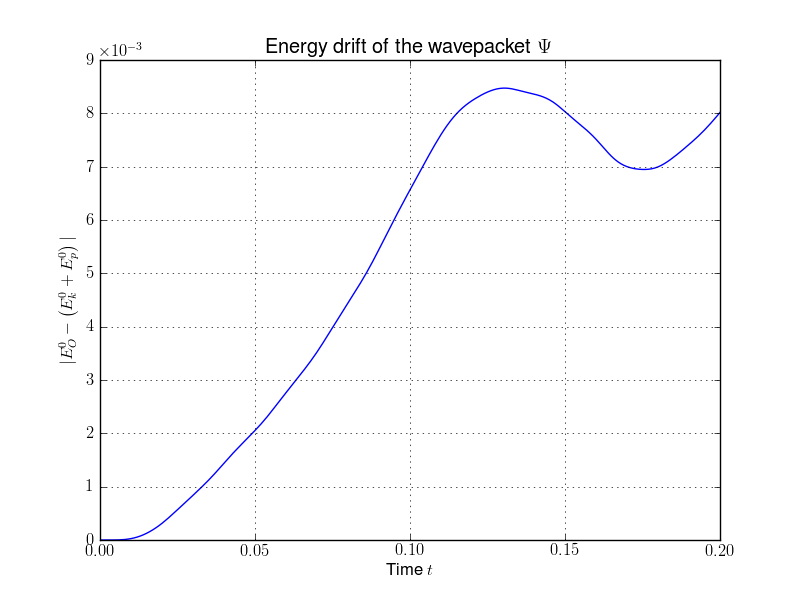 Energy drift of the wavepacket Ψ
×10⁻³
9
8
7
6
5
4
3
2
1
0
|E_O^0 − (E_k^0 + E_p^0) |
0.00 0.05 0.10 0.15 0.20
Time t